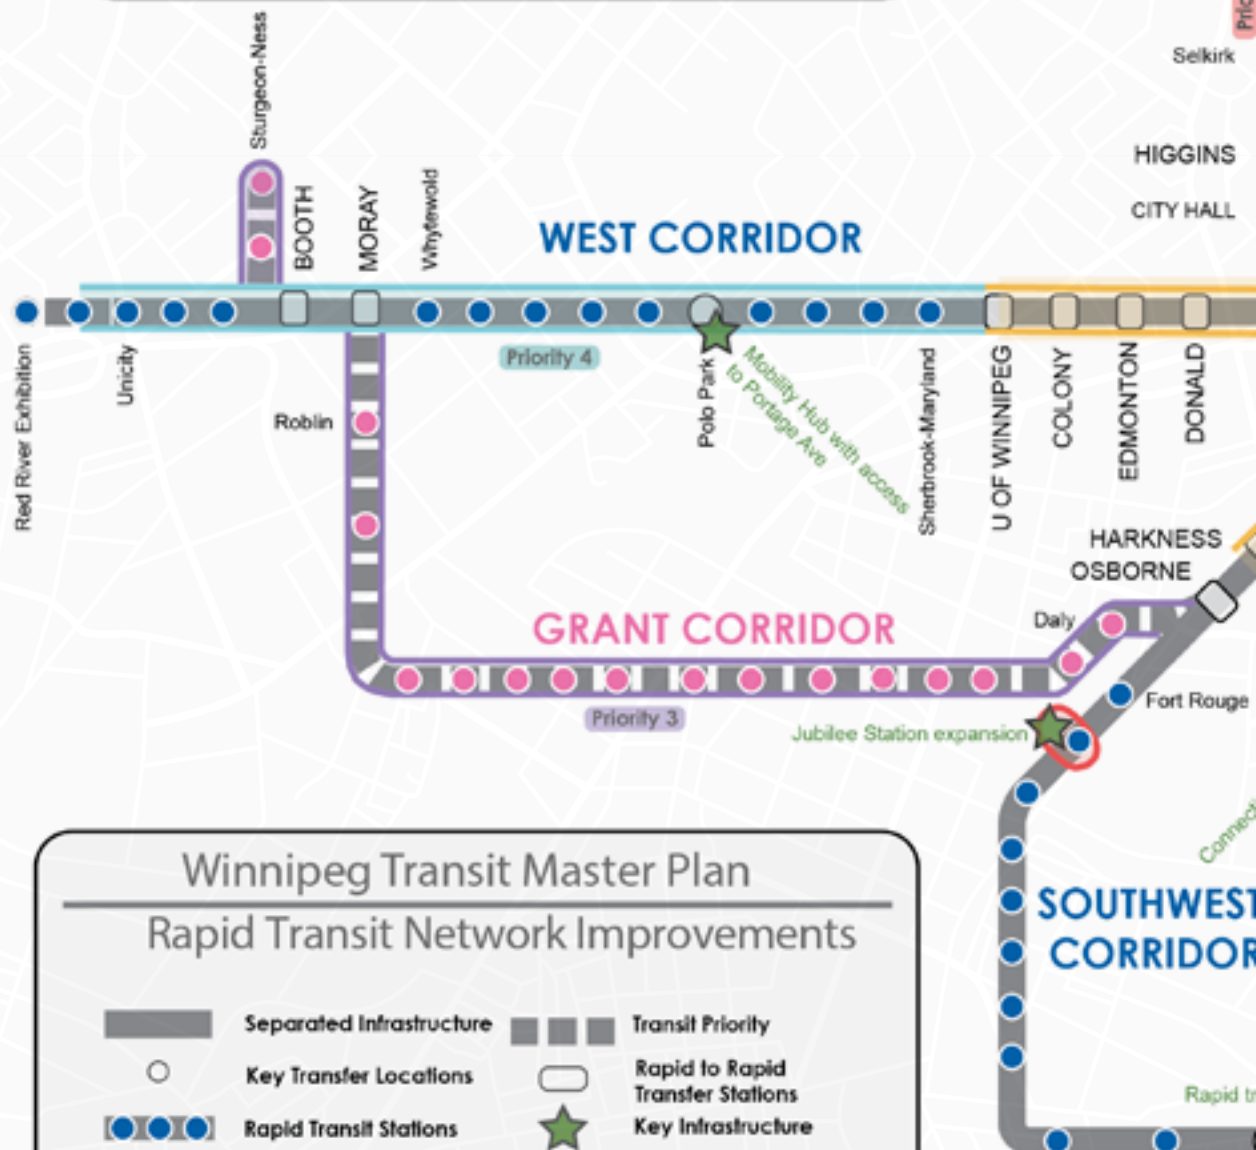 Selkirk
HIGGINS
CITY HALL
Sturgeon-Ness
BOOTH
MORAY
Whytewold
WEST CORRIDOR
Red River Exhibition
Unicity
Priority 4
Polo Park
Mobility Hub with access
to Portage Ave
Sherbrook-Maryland
U OF WINNIPEG
COLONY
EDMONTON
DONALD
Roblin
HARKNESS
OSBORNE
Daly
GRANT CORRIDOR
Priority 3
Fort Rouge
Jubilee Station expansion
SOUTHWEST
CORRIDOR
Winnipeg Transit Master Plan
Rapid Transit Network Improvements
Separated Infrastructure
Transit Priority
Key Transfer Locations
Rapid to Rapid
Transfer Stations
Rapid Transit Stations
Key Infrastructure
Rapid